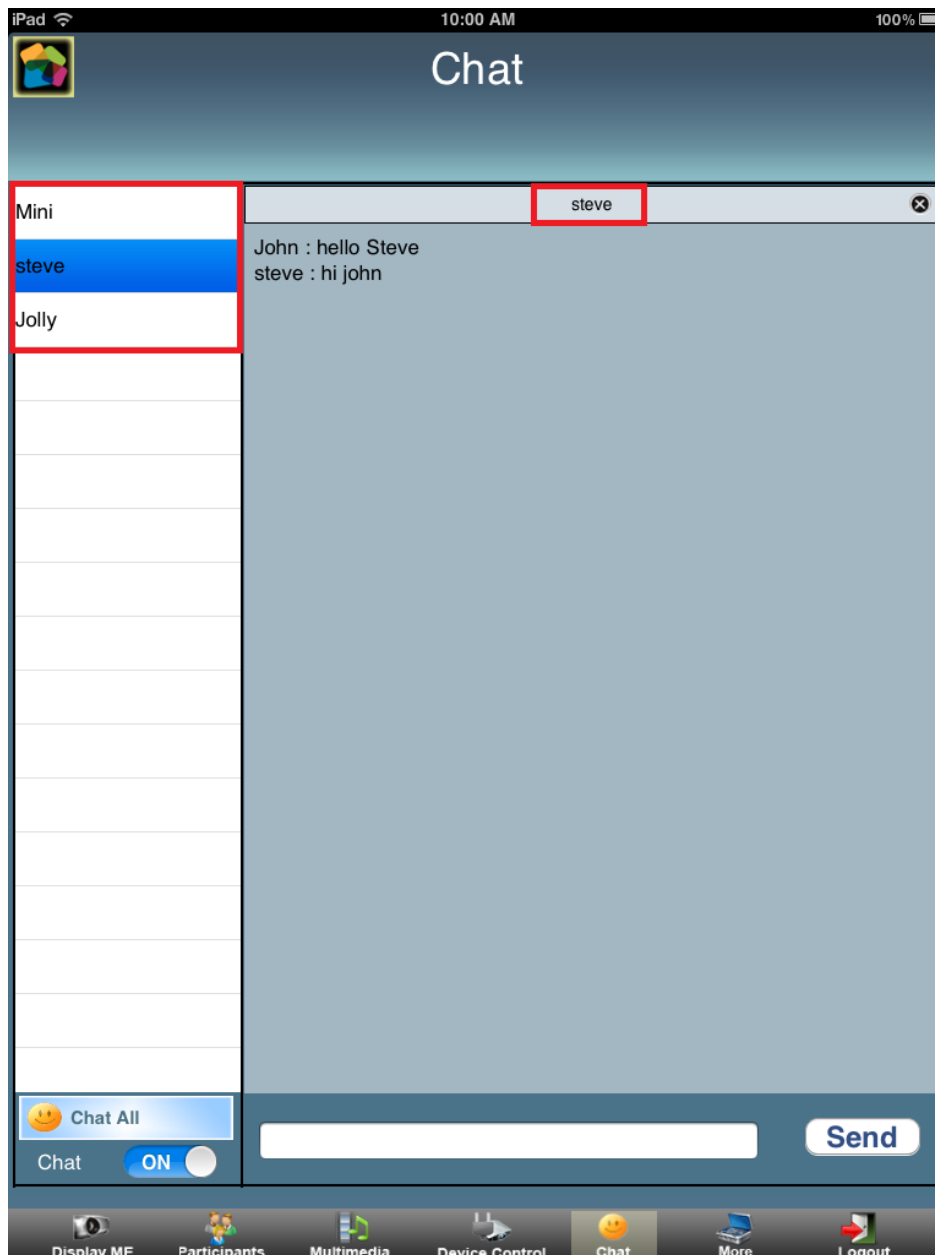 iPad 10:00 AM 100%
Chat
Mini
steve
Jolly
steve
John : hello Steve
steve : hi john
Chat All
Chat ON
Send
Display ME Participants Multimedia Device Control Chat More Logout